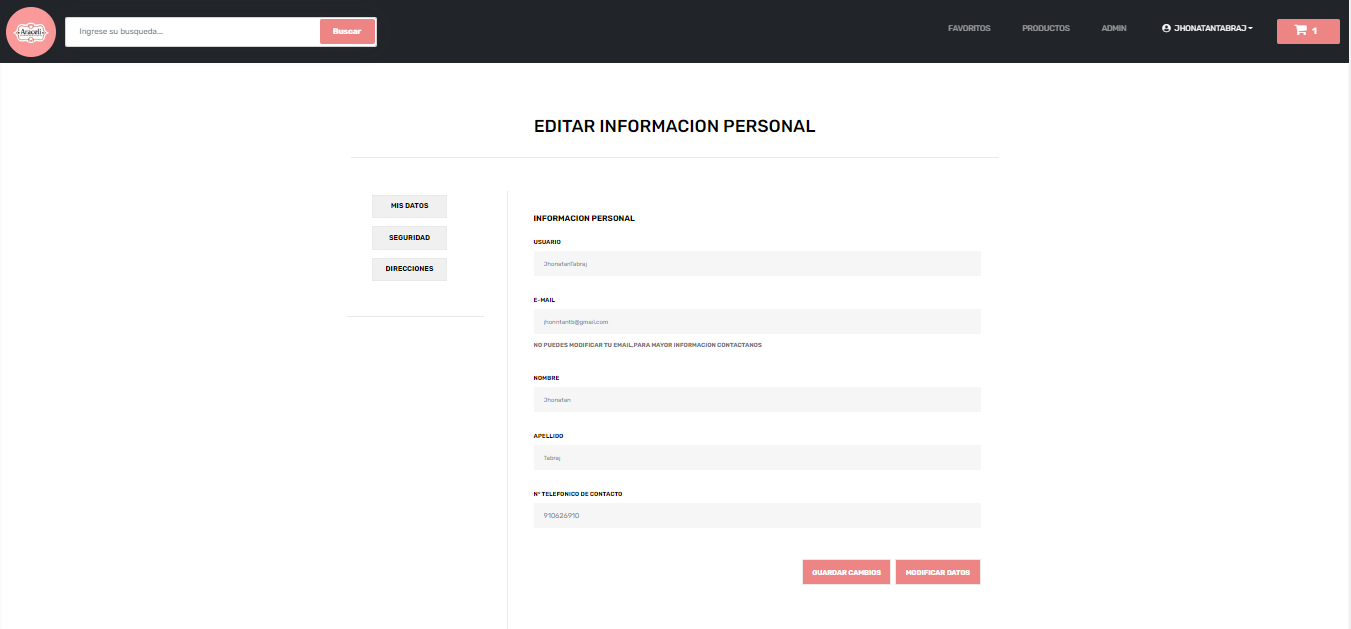 Araceli
Ingrese su busqueda...
Buscar
FAVORITOS
PRODUCTOS
ADMIN
JHONATANTABRAJ
1
EDITAR INFORMACION PERSONAL
MIS DATOS
SEGURIDAD
DIRECCIONES
INFORMACION PERSONAL
USUARIO
JhonatanTabraj
E-MAIL
jhonntantb@gmail.com
NO PUEDES MODIFICAR TU EMAIL,PARA MAYOR INFORMACION CONTACTANOS
NOMBRE
Jhonatan
APELLIDO
Tabraj
N° TELEFONICO DE CONTACTO
910626910
GUARDAR CAMBIOS
MODIFICAR DATOS